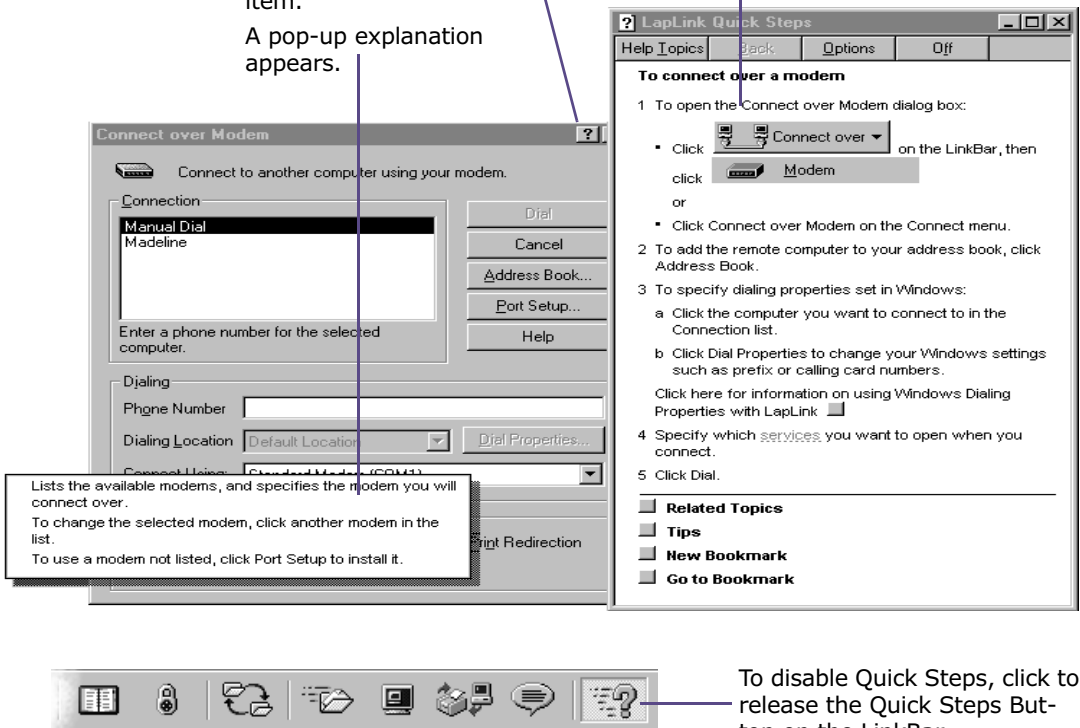 item.
A pop-up explanation
appears.
Connect over Modem
Connect to another computer using your modem.
Connection
Manual Dial
Madeline
Enter a phone number for the selected
computer.
Dial
Cancel
Address Book...
Port Setup...
Help
Dialing
Phone Number
Dialing Location Default Location
Dial Properties...
Connect Using: Standard Modem (COM1)
Lists the available modems, and specifies the modem you will
connect over.
To change the selected modem, click another modem in the
list.
To use a modem not listed, click Port Setup to install it.
Print Redirection
LapLink Quick Steps
Help Topics Back Options Off
To connect over a modem
1 To open the Connect over Modem dialog box:
▪ Click Connect over on the LinkBar, then
click Modem
or
▪ Click Connect over Modem on the Connect menu.
2 To add the remote computer to your address book, click
Address Book.
3 To specify dialing properties set in Windows:
a Click the computer you want to connect to in the
Connection list.
b Click Dial Properties to change your Windows settings
such as prefix or calling card numbers.
Click here for information on using Windows Dialing
Properties with LapLink
4 Specify which services you want to open when you
connect.
5 Click Dial.
Related Topics
Tips
New Bookmark
Go to Bookmark
To disable Quick Steps, click to
release the Quick Steps But-
ton on the LinkBar.